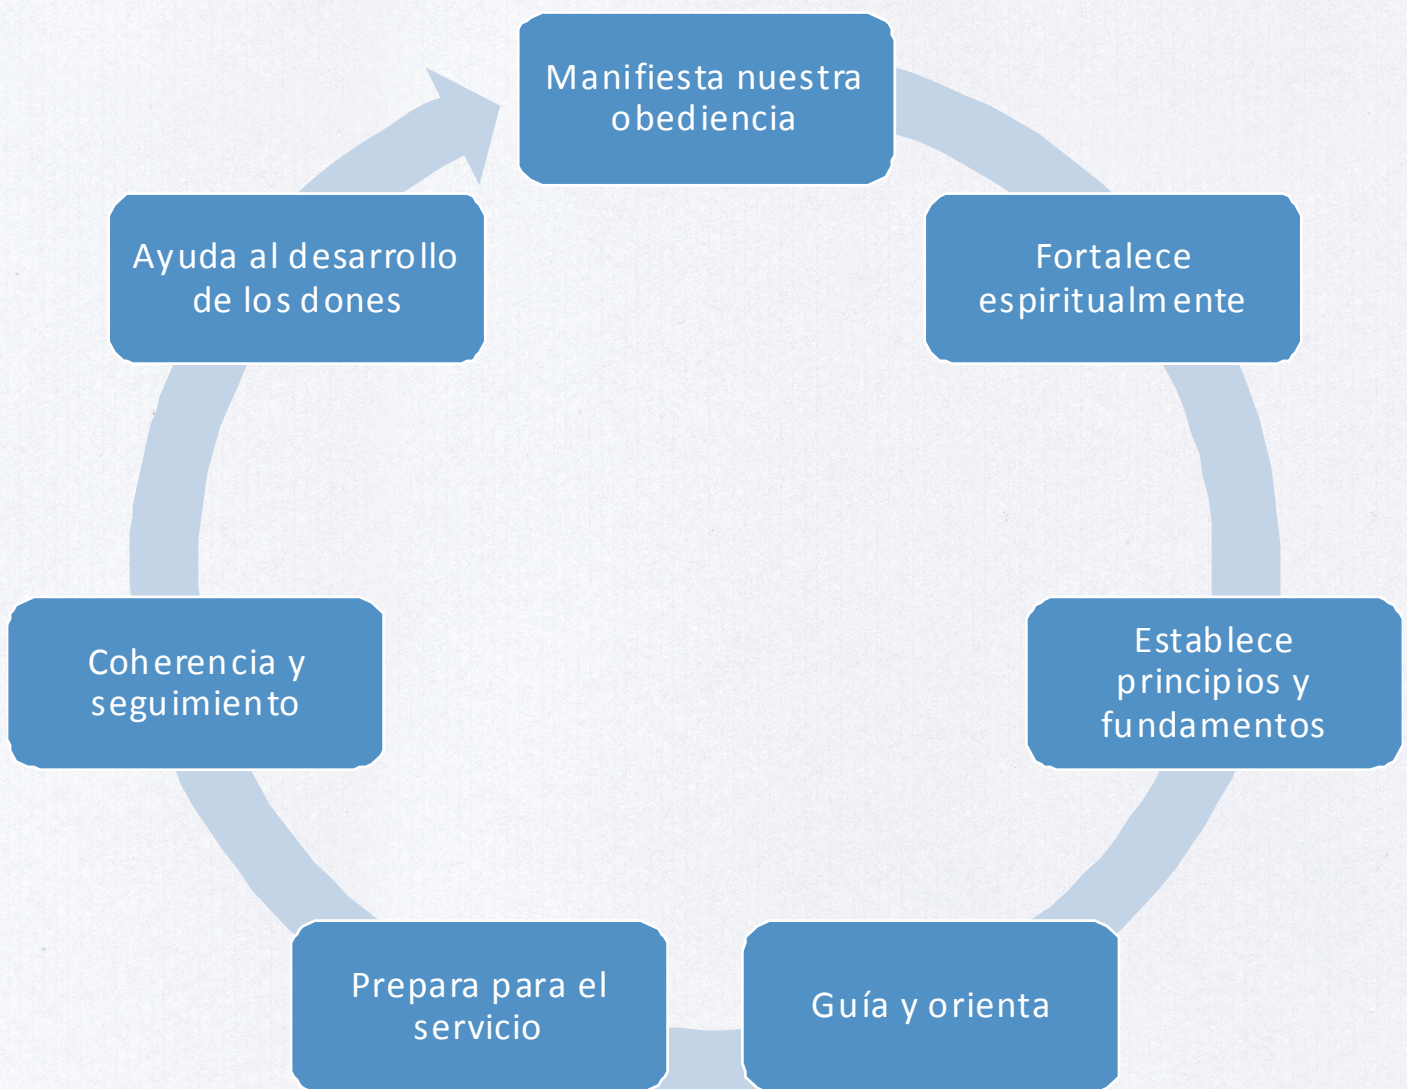 Manifiesta nuestra
obediencia
Fortalece
espiritualmente
Establece
principios y
fundamentos
Guía y orienta
Prepara para el
servicio
Coherencia y
seguimiento
Ayuda al desarrollo
de los dones